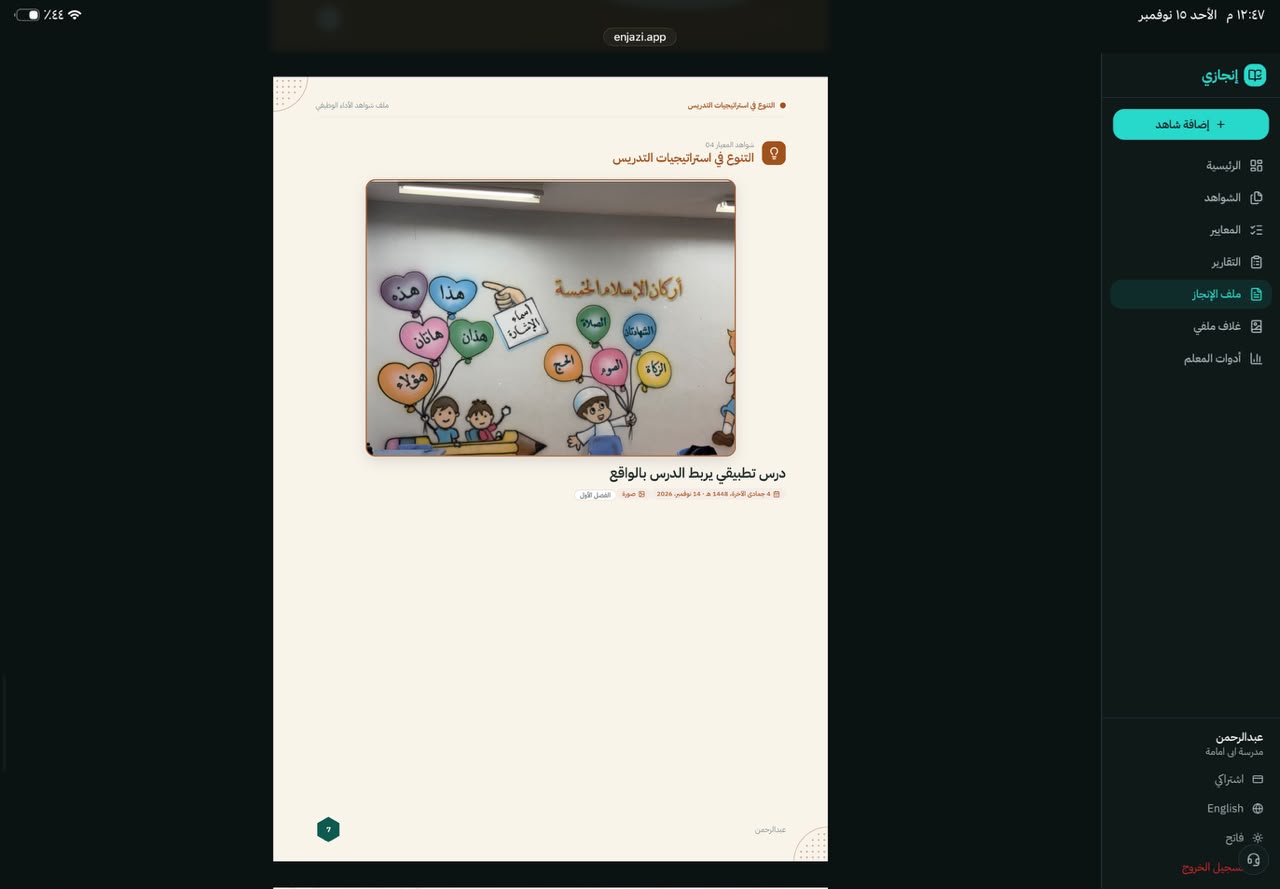 ١٢:٤٧ م الأحد ١٥ نوفمبر
٪٤٤
enjazi.app
إنجازي
+ إضافة شاهد
الرئيسية
الشواهد
المعايير
التقارير
ملف الإنجاز
غلاف ملفي
أدوات المعلم
التنوع في استراتيجيات التدريس
ملف شواهد الأداء الوظيفي
شواهد المعيار 04
التنوع في استراتيجيات التدريس
أركان الإسلام الخمسة
الشهادتان
الصلاة
الزكاة
الصوم
الحج
أسماء
الإشارة
هذا
هذه
هذان
هاتان
هؤلاء
درس تطبيقي يربط الدرس بالواقع
4 جمادى الآخرة، 1448 هـ · 14 نوفمبر، 2026
صورة
الفصل الأول
عبدالرحمن
7
عبدالرحمن
مدرسة ابى امامة
اشتراكي
English
فاتح
تسجيل الخروج